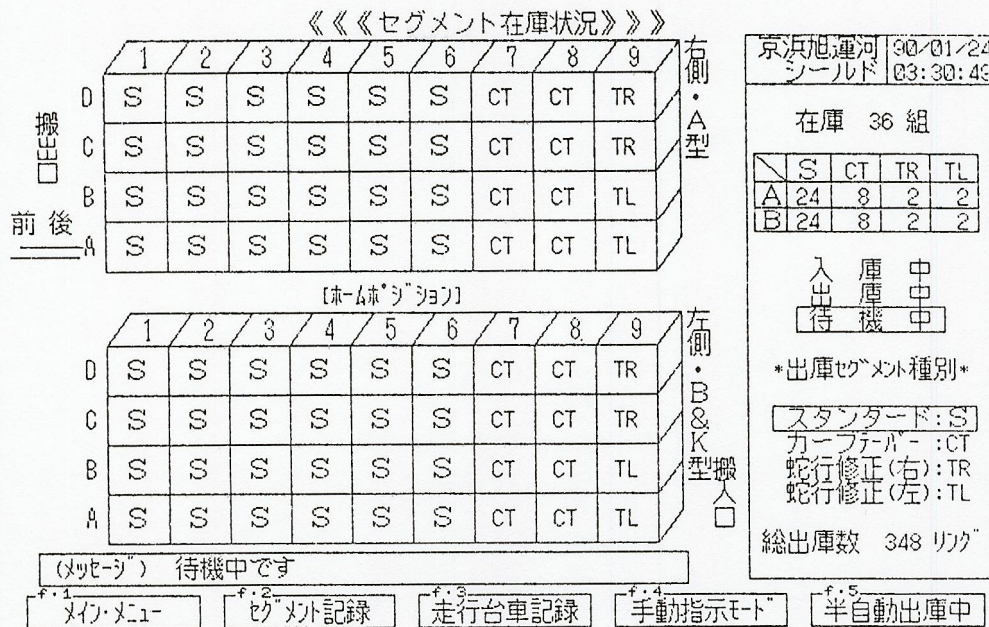 《《《セグメント在庫状況》》》
1 2 3 4 5 6 7 8 9
D S S S S S S CT CT TR
C S S S S S S CT CT TR
B S S S S S S CT CT TL
A S S S S S S CT CT TL
右側・A型
搬出口
前後
[ホームポジション]
1 2 3 4 5 6 7 8 9
D S S S S S S CT CT TR
C S S S S S S CT CT TR
B S S S S S S CT CT TL
A S S S S S S CT CT TL
左側・B&K型
搬入口
京浜旭運河 90/01/24
シールド 03:30:49
在庫 36 組
S CT TR TL
A 24 8 2 2
B 24 8 2 2
入庫中
出庫中
待機中
*出庫セグメント種別*
スタンダード:S
カーブテーパー:CT
蛇行修正(右):TR
蛇行修正(左):TL
総出庫数 348 リング
(メッセージ) 待機中です
f・1 f・2 f・3 f・4 f・5
メイン・メニュー セグメント記録 走行台車記録 手動指示モード 半自動出庫中